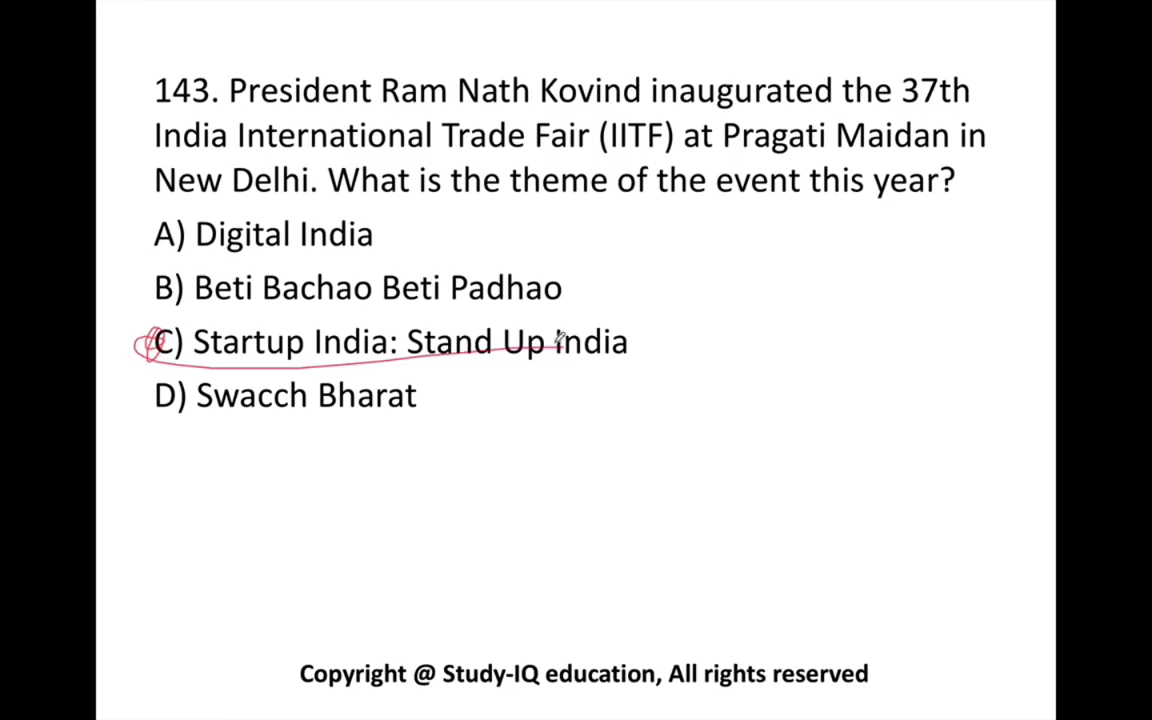 143. President Ram Nath Kovind inaugurated the 37th
India International Trade Fair (IITF) at Pragati Maidan in
New Delhi. What is the theme of the event this year?
A) Digital India
B) Beti Bachao Beti Padhao
C) Startup India: Stand Up India
D) Swacch Bharat
Copyright @ Study-IQ education, All rights reserved